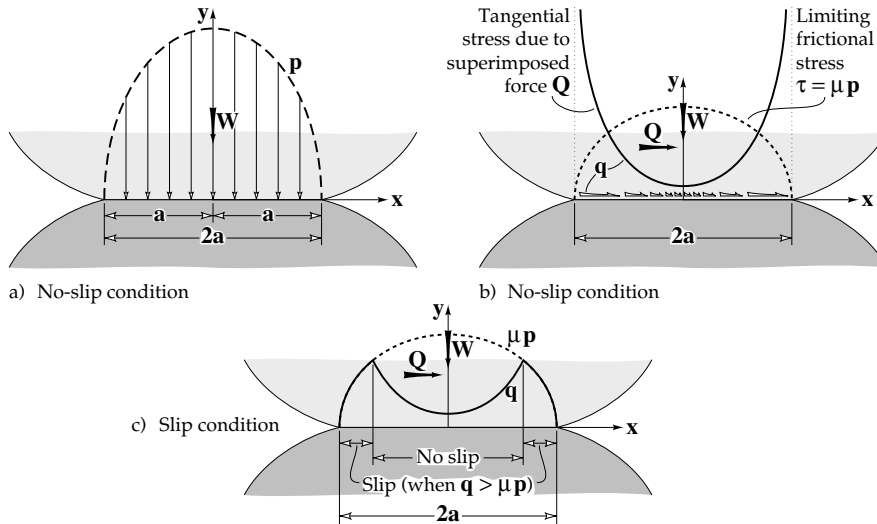 y
p
W
x
a
a
2a
a) No-slip condition
Tangential
stress due to
superimposed
force Q
Limiting
frictional
stress
τ = μ p
y
W
Q
q
x
2a
b) No-slip condition
y
μ p
W
Q
q
c) Slip condition
x
No slip
Slip (when q > μ p)
2a